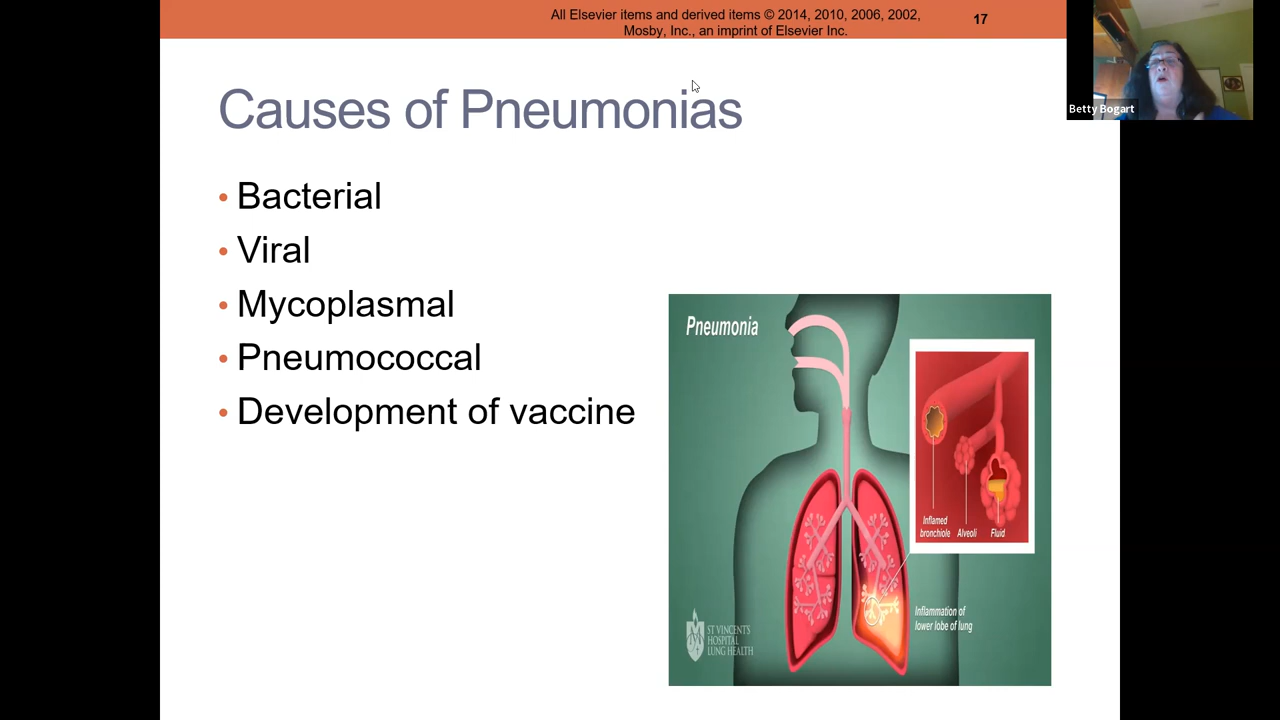 All Elsevier items and derived items © 2014, 2010, 2006, 2002,
Mosby, Inc., an imprint of Elsevier Inc.
17
Betty Bogart
Causes of Pneumonias
• Bacterial
• Viral
• Mycoplasmal
• Pneumococcal
• Development of vaccine
Pneumonia
Inflamed
bronchiole
Alveoli
Fluid
Inflammation of
lower lobe of lung
ST VINCENT'S
HOSPITAL
LUNG HEALTH